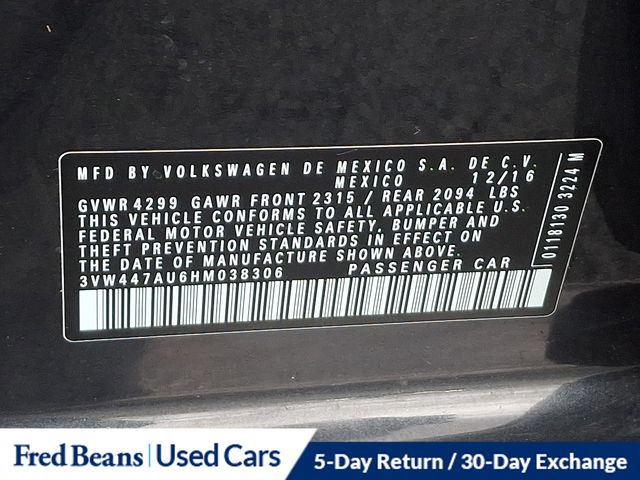 MFD BY VOLKSWAGEN DE MEXICO S.A. DE C.V.
MEXICO 12/16
GVWR 4299 GAWR FRONT 2315 / REAR 2094 LBS
THIS VEHICLE CONFORMS TO ALL APPLICABLE U.S.
FEDERAL MOTOR VEHICLE SAFETY, BUMPER AND
THEFT PREVENTION STANDARDS IN EFFECT ON
THE DATE OF MANUFACTURE SHOWN ABOVE.
3VW447AU6HM038306 PASSENGER CAR
0118130 3224 M
Fred Beans | Used Cars
5-Day Return / 30-Day Exchange